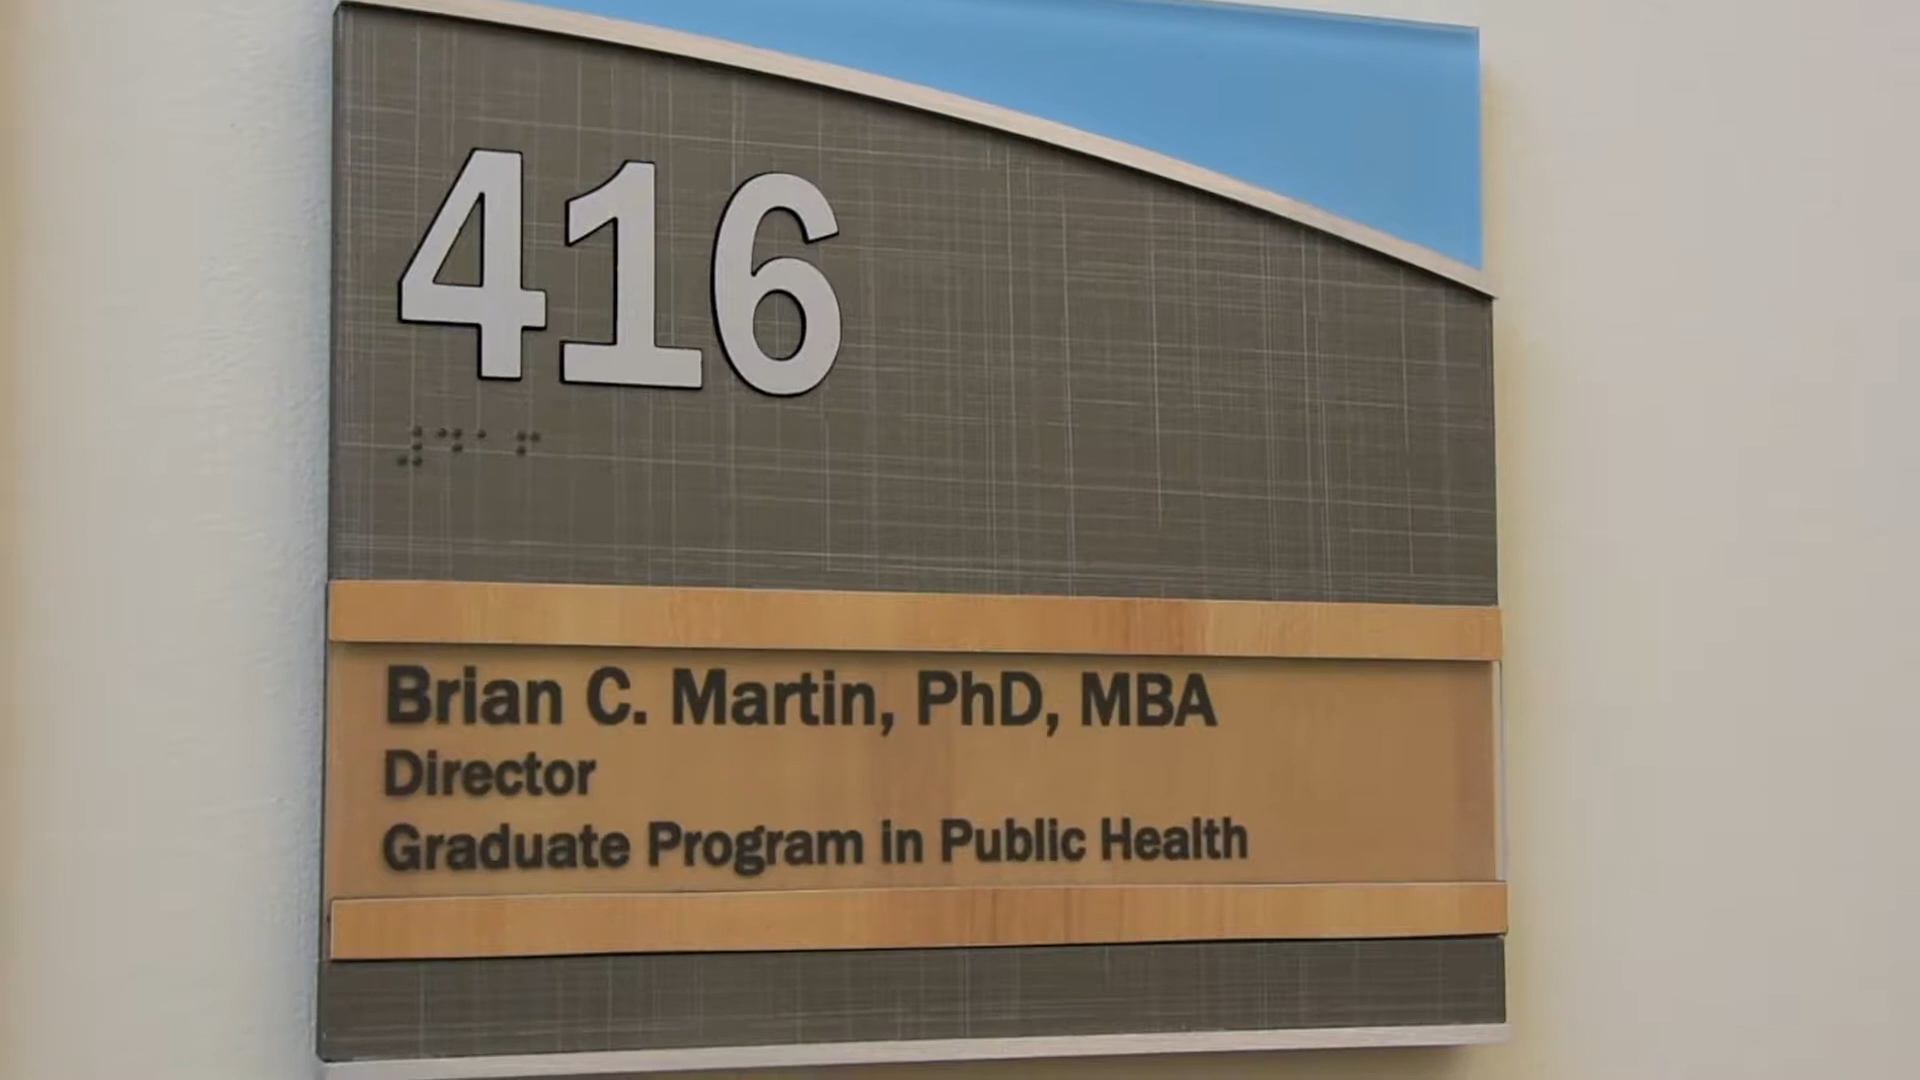 416
⠼⠙⠁⠋
Brian C. Martin, PhD, MBA
Director
Graduate Program in Public Health